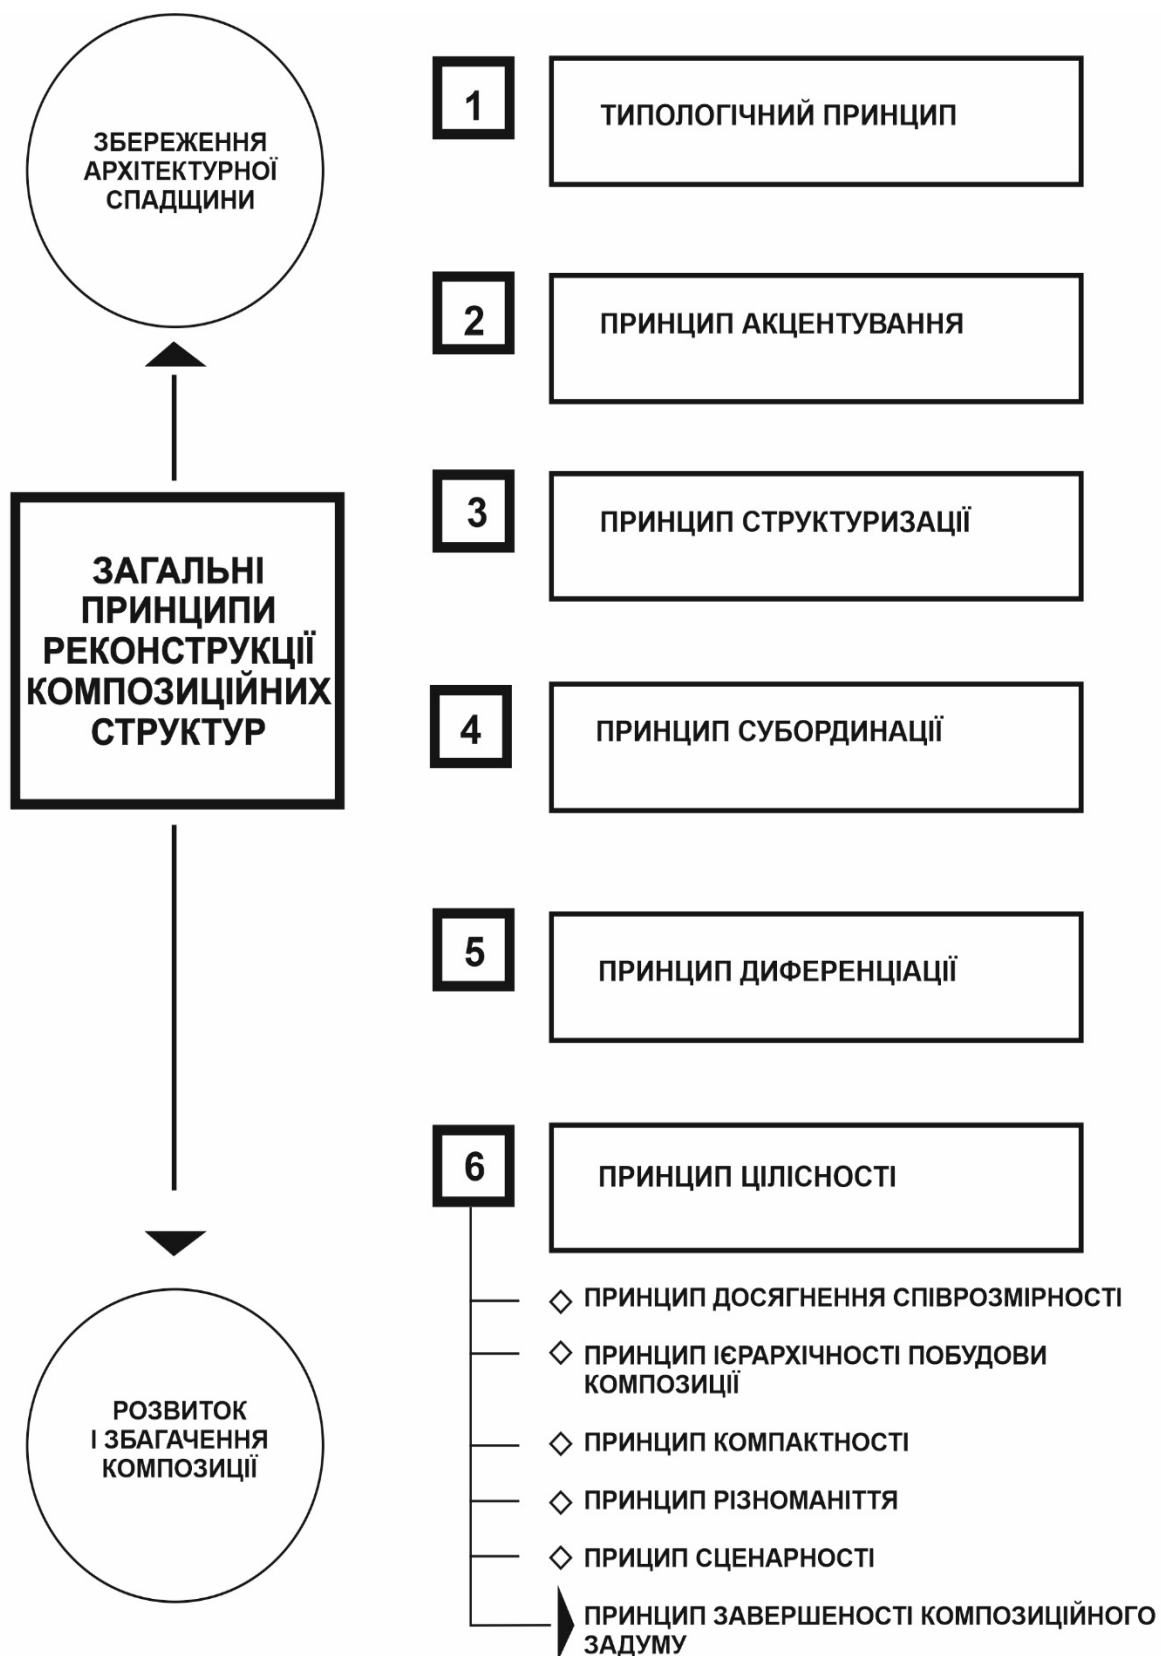 ЗБЕРЕЖЕННЯ
АРХІТЕКТУРНОЇ
СПАДЩИНИ
ЗАГАЛЬНІ
ПРИНЦИПИ
РЕКОНСТРУКЦІЇ
КОМПОЗИЦІЙНИХ
СТРУКТУР
РОЗВИТОК
І ЗБАГАЧЕННЯ
КОМПОЗИЦІЇ
1 ТИПОЛОГІЧНИЙ ПРИНЦИП
2 ПРИНЦИП АКЦЕНТУВАННЯ
3 ПРИНЦИП СТРУКТУРИЗАЦІЇ
4 ПРИНЦИП СУБОРДИНАЦІЇ
5 ПРИНЦИП ДИФЕРЕНЦІАЦІЇ
6 ПРИНЦИП ЦІЛІСНОСТІ
ПРИНЦИП ДОСЯГНЕННЯ СПІВРОЗМІРНОСТІ
ПРИНЦИП ІЄРАРХІЧНОСТІ ПОБУДОВИ
КОМПОЗИЦІЇ
ПРИНЦИП КОМПАКТНОСТІ
ПРИНЦИП РІЗНОМАНІТТЯ
ПРИЦИП СЦЕНАРНОСТІ
ПРИНЦИП ЗАВЕРШЕНОСТІ КОМПОЗИЦІЙНОГО
ЗАДУМУ